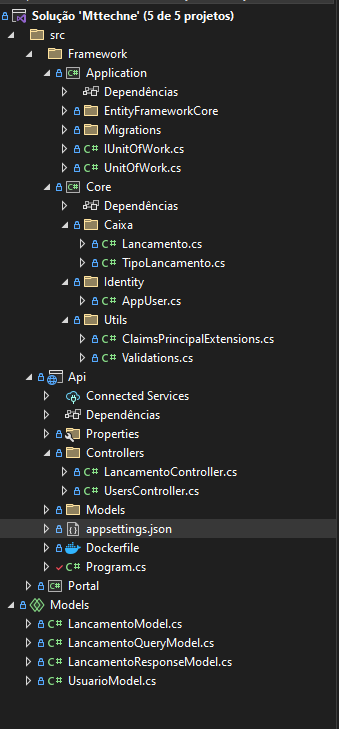 Solução 'Mttechne' (5 de 5 projetos)
src
Framework
C# Application
Dependências
EntityFrameworkCore
Migrations
C# IUnitOfWork.cs
C# UnitOfWork.cs
C# Core
Dependências
Caixa
C# Lancamento.cs
C# TipoLancamento.cs
Identity
C# AppUser.cs
Utils
C# ClaimsPrincipalExtensions.cs
C# Validations.cs
Api
Connected Services
Dependências
Properties
Controllers
C# LancamentoController.cs
C# UsersController.cs
Models
appsettings.json
Dockerfile
C# Program.cs
C# Portal
Models
C# LancamentoModel.cs
C# LancamentoQueryModel.cs
C# LancamentoResponseModel.cs
C# UsuarioModel.cs